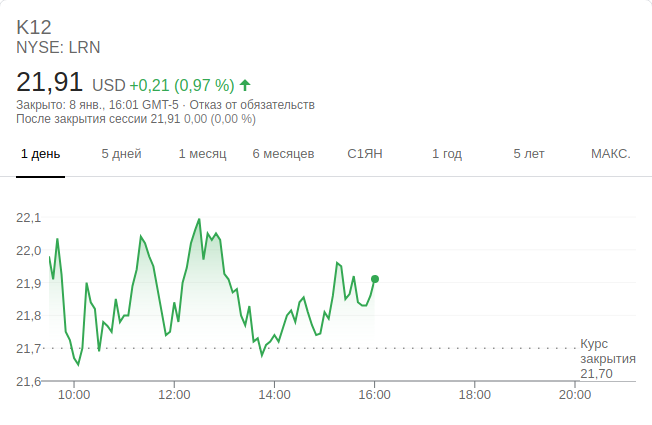 K12
NYSE: LRN
21,91 USD +0,21 (0,97 %)
Закрыто: 8 янв., 16:01 GMT-5 · Отказ от обязательств
После закрытия сессии 21,91 0,00 (0,00 %)
1 день 5 дней 1 месяц 6 месяцев С1ЯН 1 год 5 лет МАКС.
22,1
22,0
21,9
21,8
21,7
Курс
закрытия
21,70
21,6
10:00 12:00 14:00 16:00 18:00 20:00